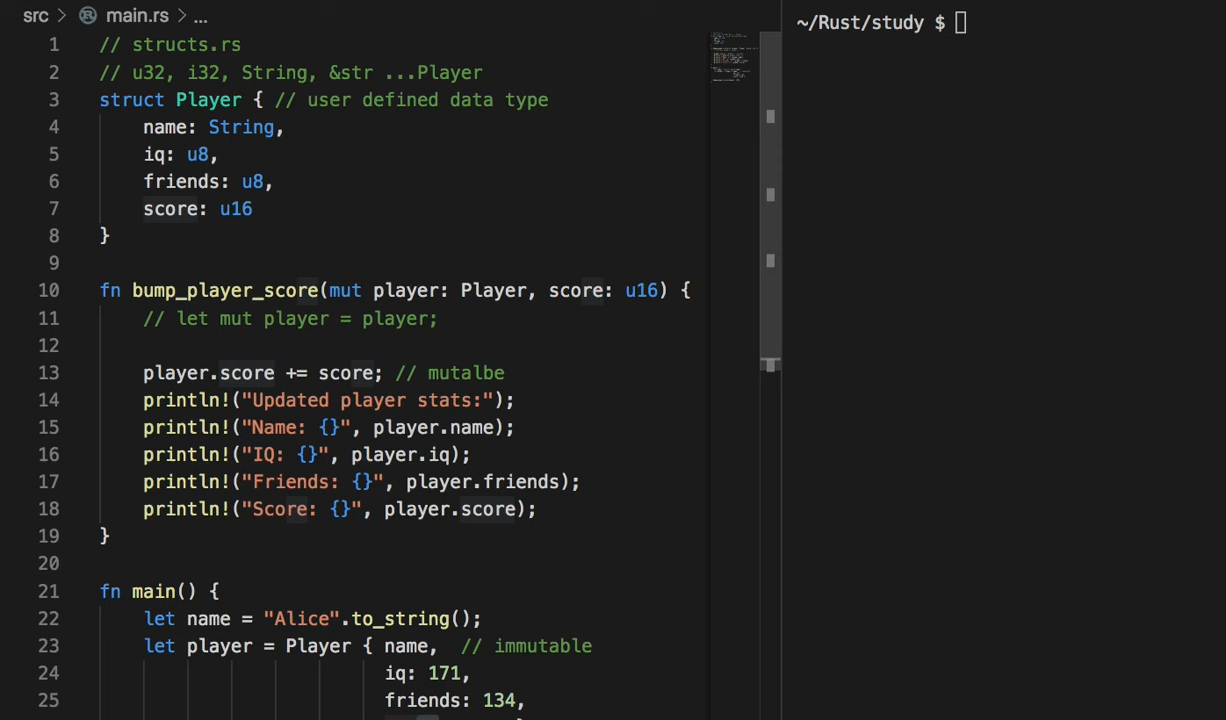 src > main.rs > ...
1 // structs.rs
2 // u32, i32, String, &str ...Player
3 struct Player { // user defined data type
4 name: String,
5 iq: u8,
6 friends: u8,
7 score: u16
8 }
9
10 fn bump_player_score(mut player: Player, score: u16) {
11 // let mut player = player;
12
13 player.score += score; // mutalbe
14 println!("Updated player stats:");
15 println!("Name: {}", player.name);
16 println!("IQ: {}", player.iq);
17 println!("Friends: {}", player.friends);
18 println!("Score: {}", player.score);
19 }
20
21 fn main() {
22 let name = "Alice".to_string();
23 let player = Player { name, // immutable
24 iq: 171,
25 friends: 134,
~/Rust/study $